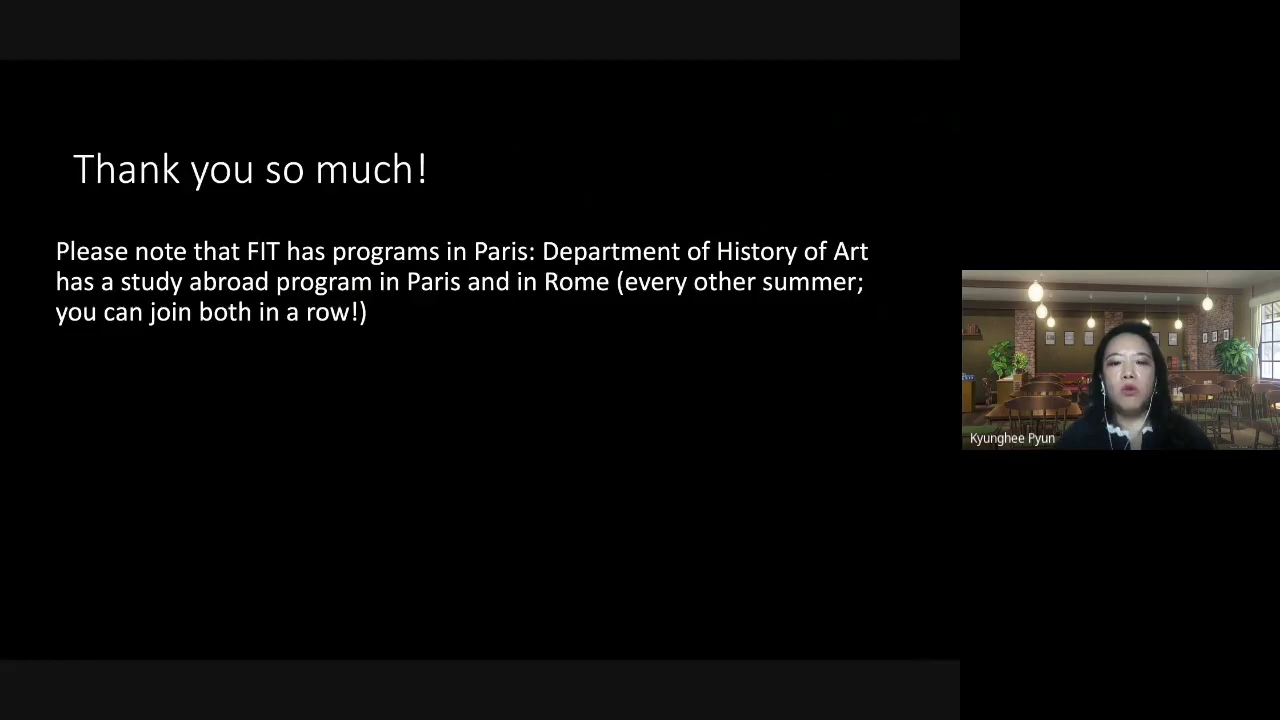 Thank you so much!
Please note that FIT has programs in Paris: Department of History of Art
has a study abroad program in Paris and in Rome (every other summer;
you can join both in a row!)
Kyunghee Pyun